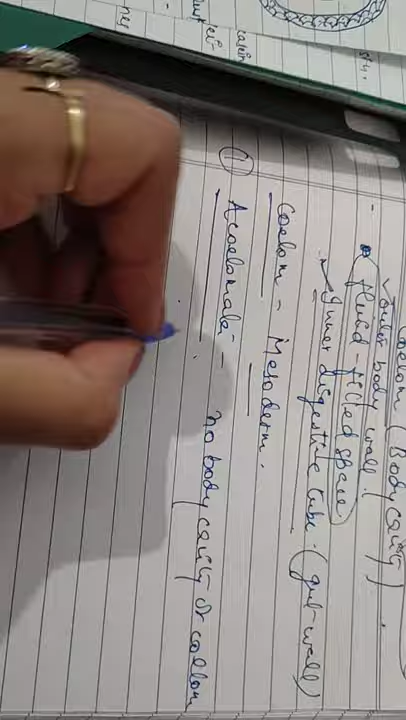 Coelom (Body cavity)
Outer body wall.
fluid-filled space
Inner digestive tube. (gut-wall)
Coelom - Mesoderm.
① Acoelomate - no body cavity or coelom